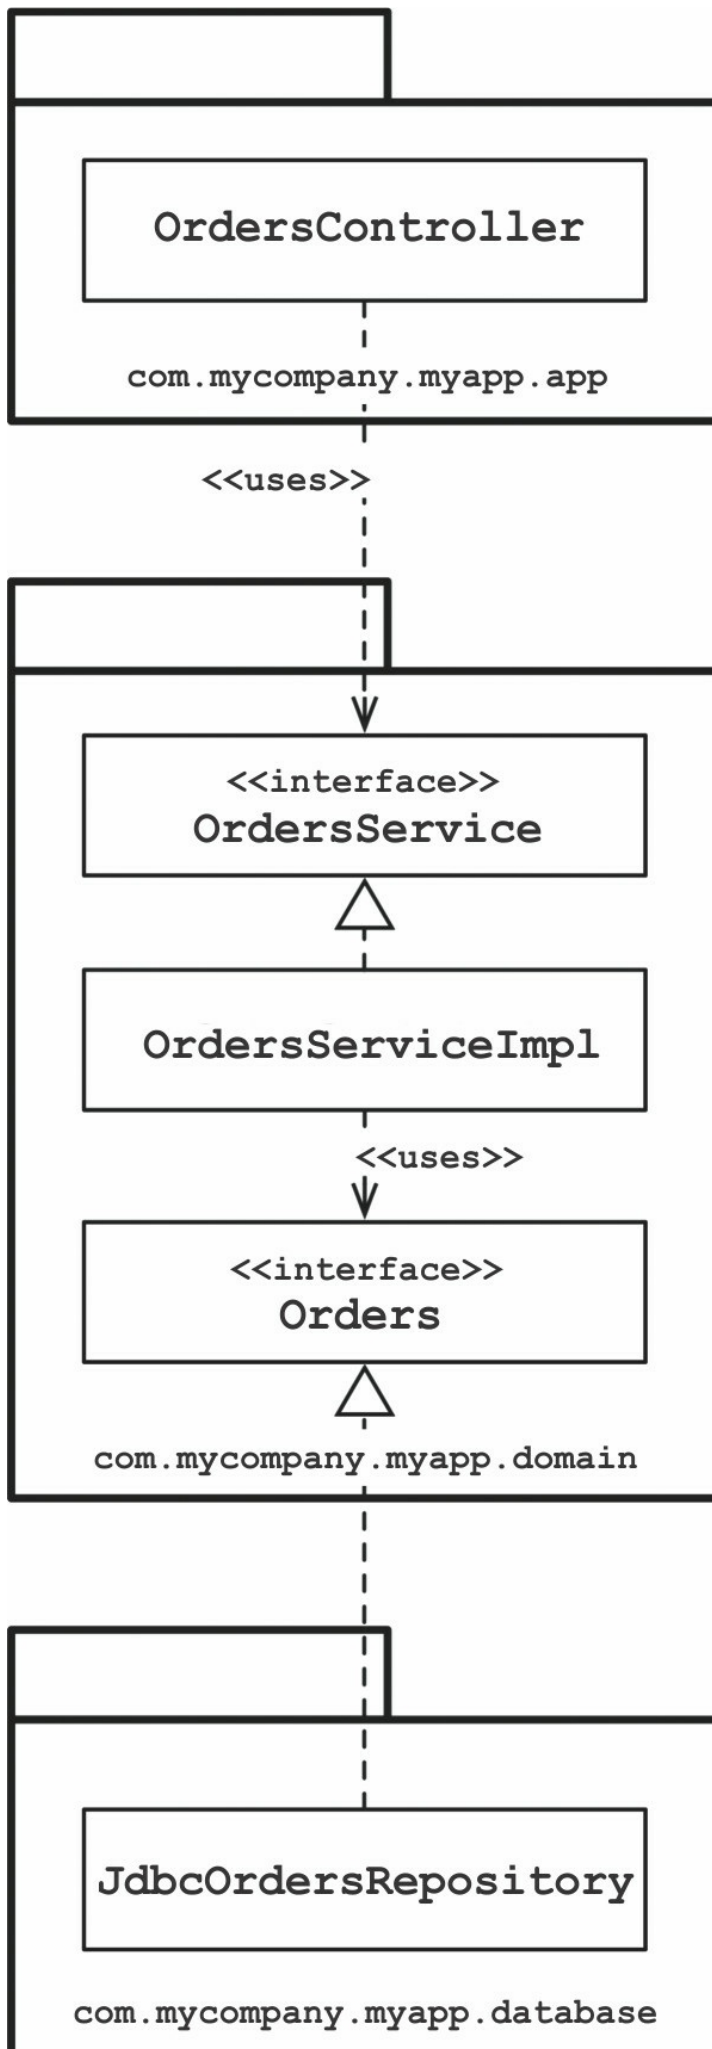 OrdersController
com.mycompany.myapp.app
<<uses>>
<<interface>>
OrdersService
OrdersServiceImpl
<<uses>>
<<interface>>
Orders
com.mycompany.myapp.domain
JdbcOrdersRepository
com.mycompany.myapp.database